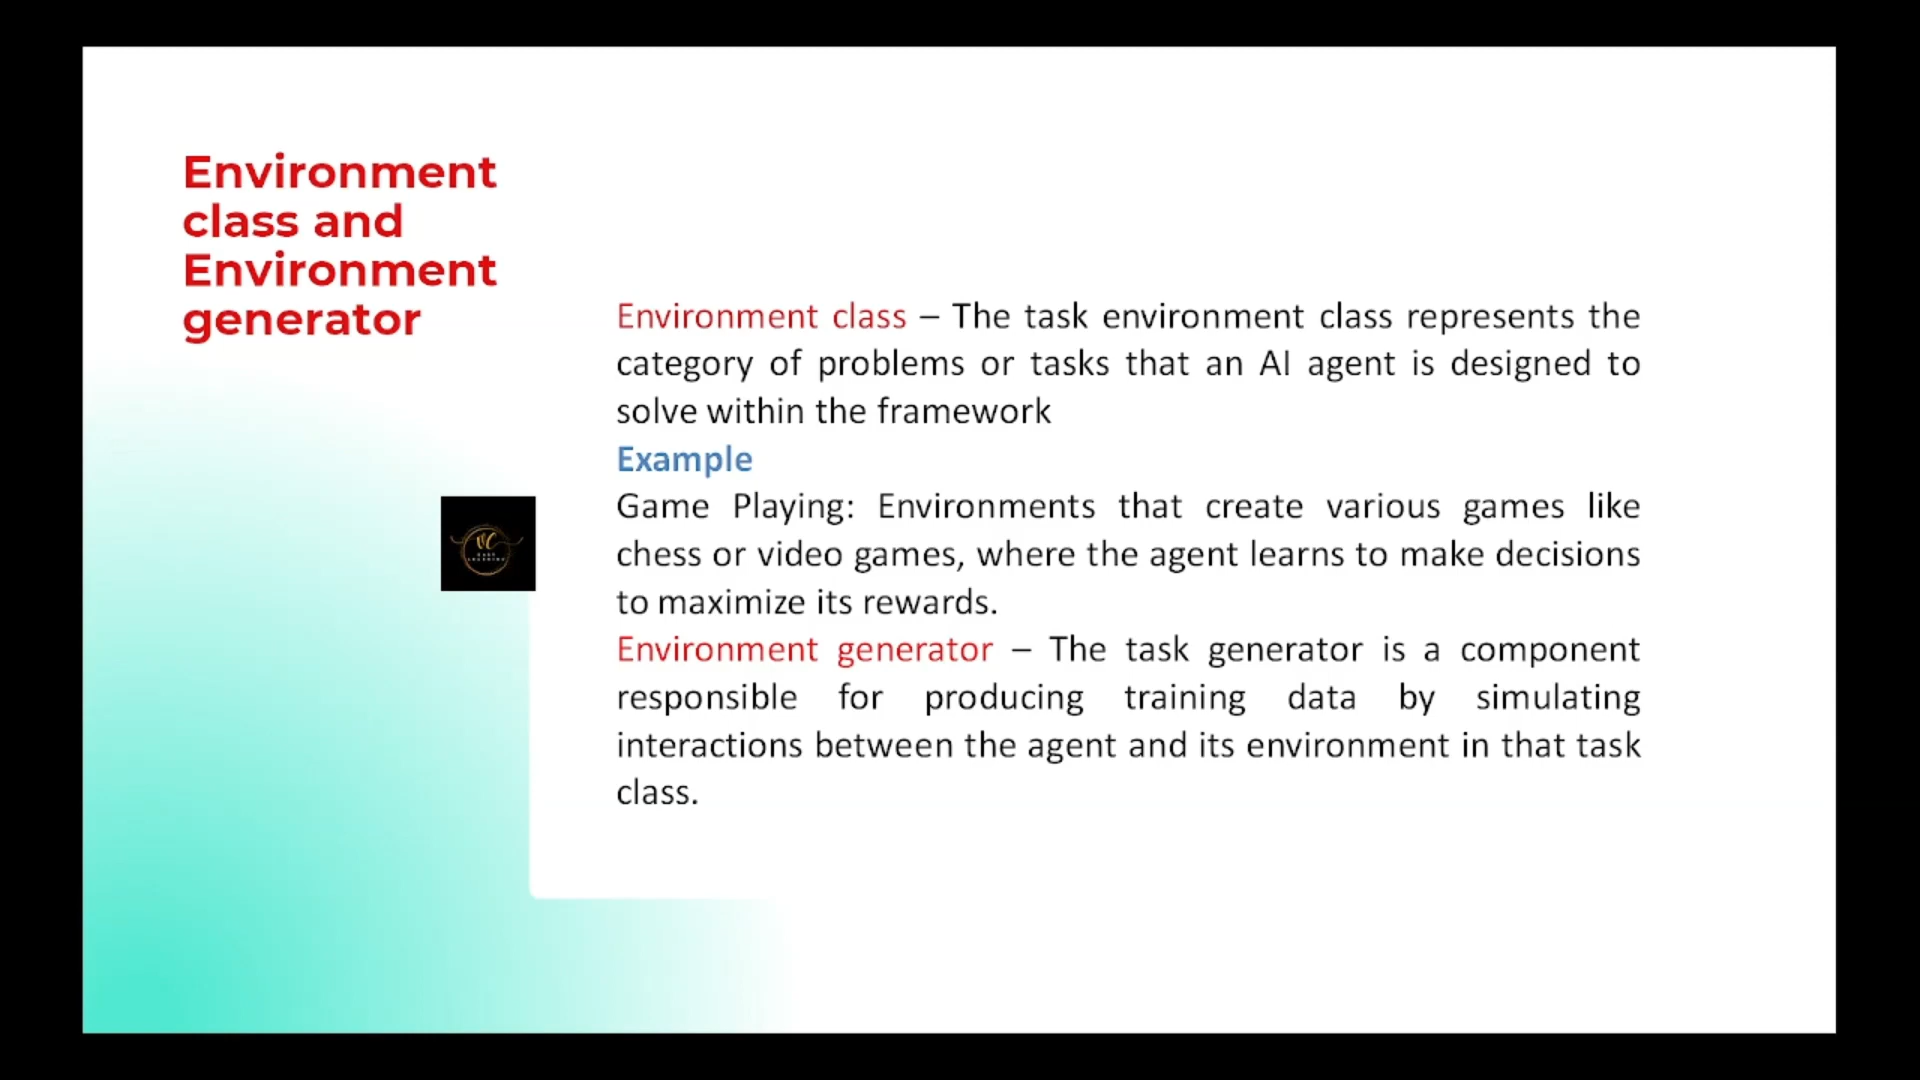 Environment
class and
Environment
generator
Environment class – The task environment class represents the
category of problems or tasks that an AI agent is designed to
solve within the framework
Example
Game Playing: Environments that create various games like
chess or video games, where the agent learns to make decisions
to maximize its rewards.
Environment generator – The task generator is a component
responsible for producing training data by simulating
interactions between the agent and its environment in that task
class.